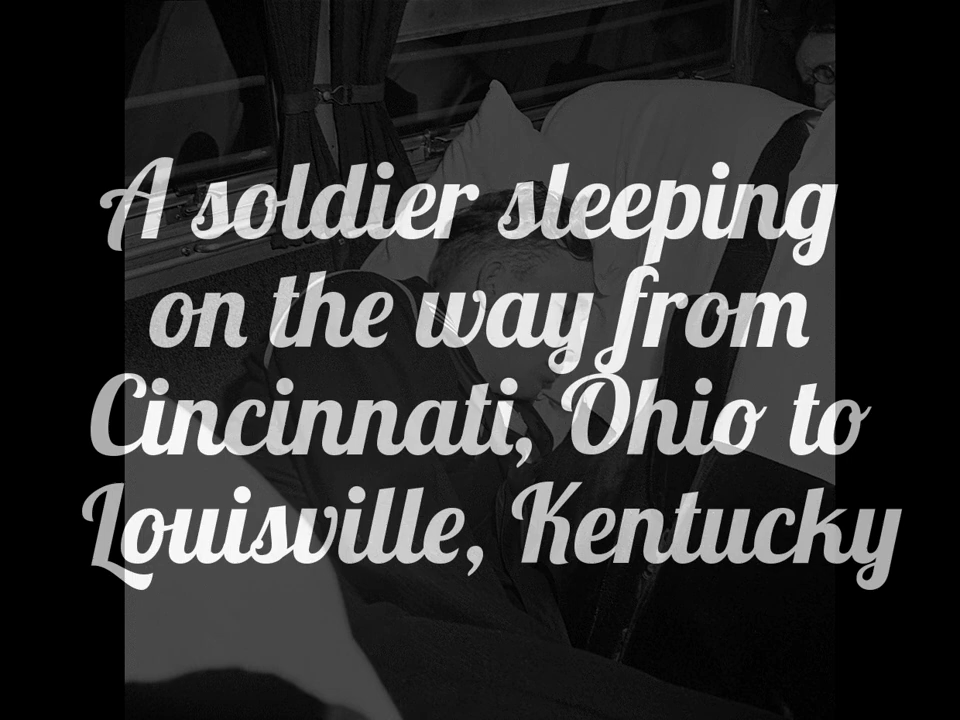 A soldier sleeping
on the way from
Cincinnati, Ohio to
Louisville, Kentucky